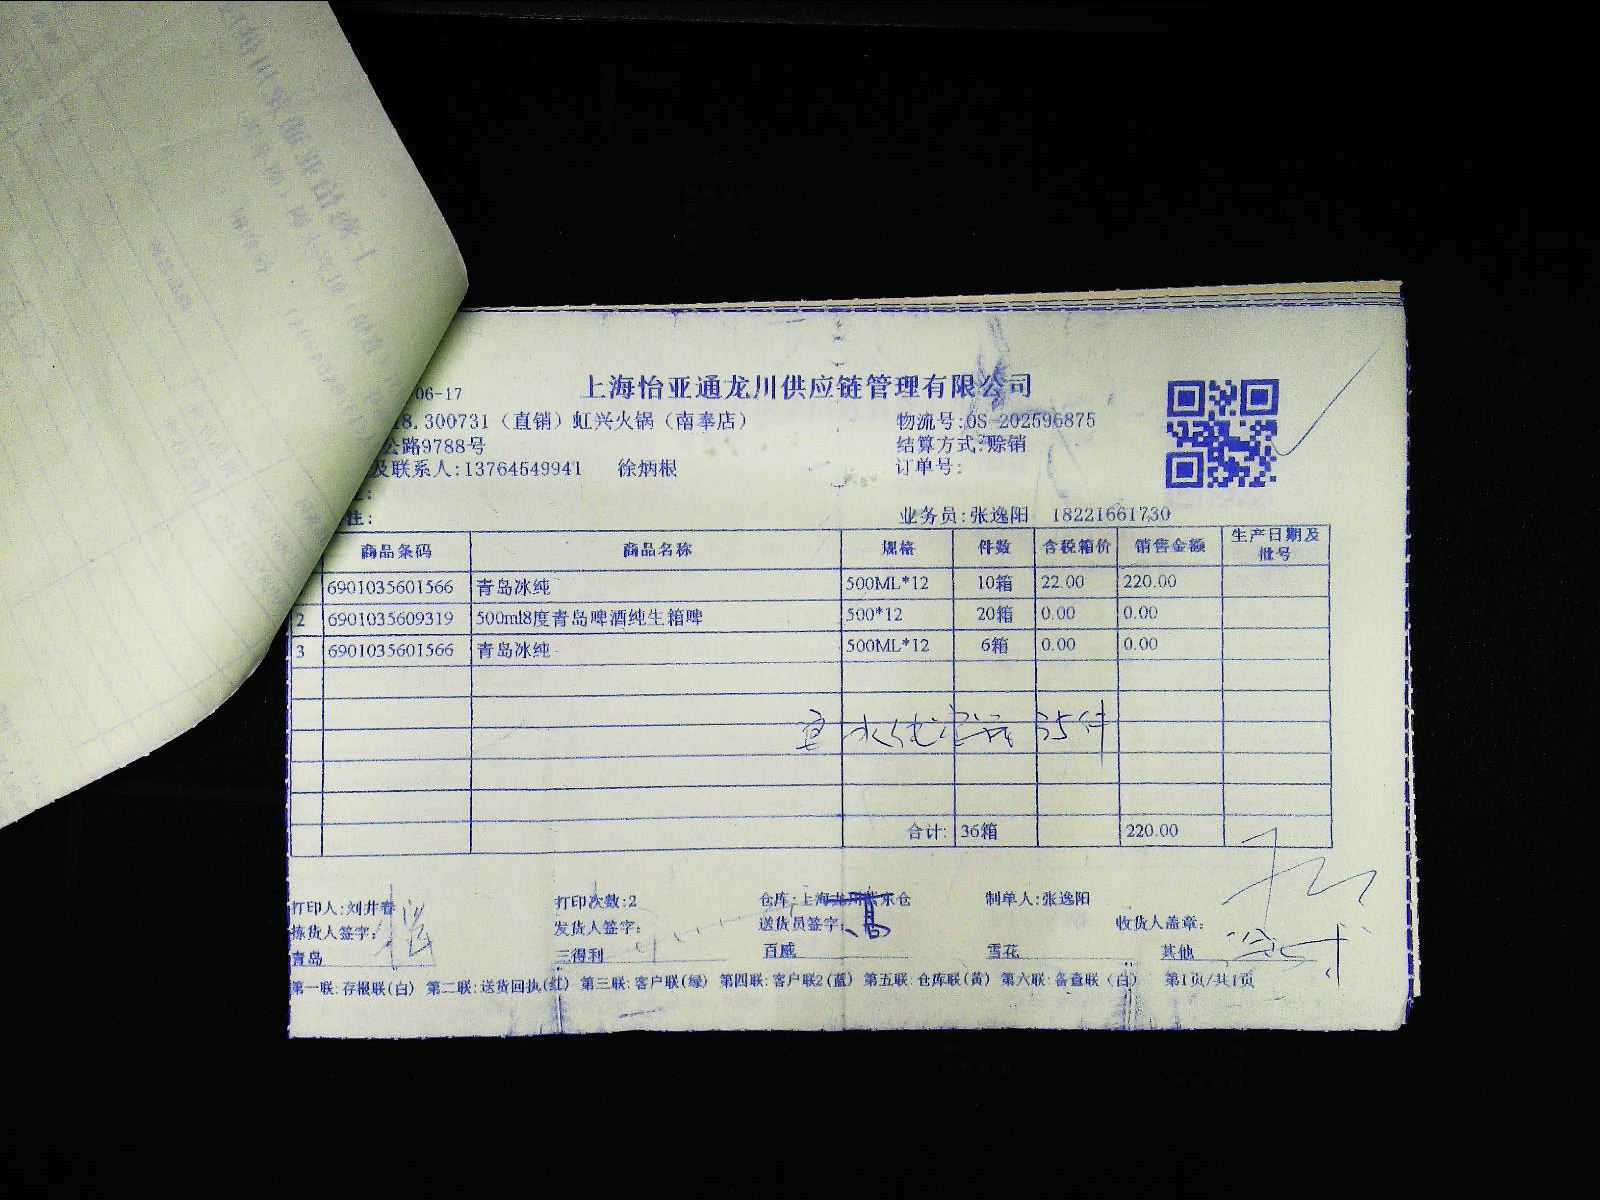 上海怡亚通龙川供应链管理有限公司
-06-17
18.300731（直销）虹兴火锅（南奉店）
物流号:OS-202596875
公路9788号
结算方式:赊销
及联系人:13764549941 徐炳根
订单号:
注:
业务员:张逸阳 18221661730
商品条码 商品名称 规格 件数 含税箱价 销售金额 生产日期及批号
6901035601566 青岛冰纯 500ML*12 10箱 22.00 220.00
2 6901035609319 500ml8度青岛啤酒纯生箱啤 500*12 20箱 0.00 0.00
3 6901035601566 青岛冰纯 500ML*12 6箱 0.00 0.00
35件
合计: 36箱 220.00
打印人:刘井春 打印次数:2 仓库:上海龙川紫东仓 制单人:张逸阳
拣货人签字: 发货人签字: 送货员签字: 收货人盖章:
青岛 三得利 百威 雪花 其他
第一联:存根联(白) 第二联:送货回执(红) 第三联:客户联(绿) 第四联:客户联2(蓝) 第五联:仓库联(黄) 第六联:备查联(白) 第1页/共1页